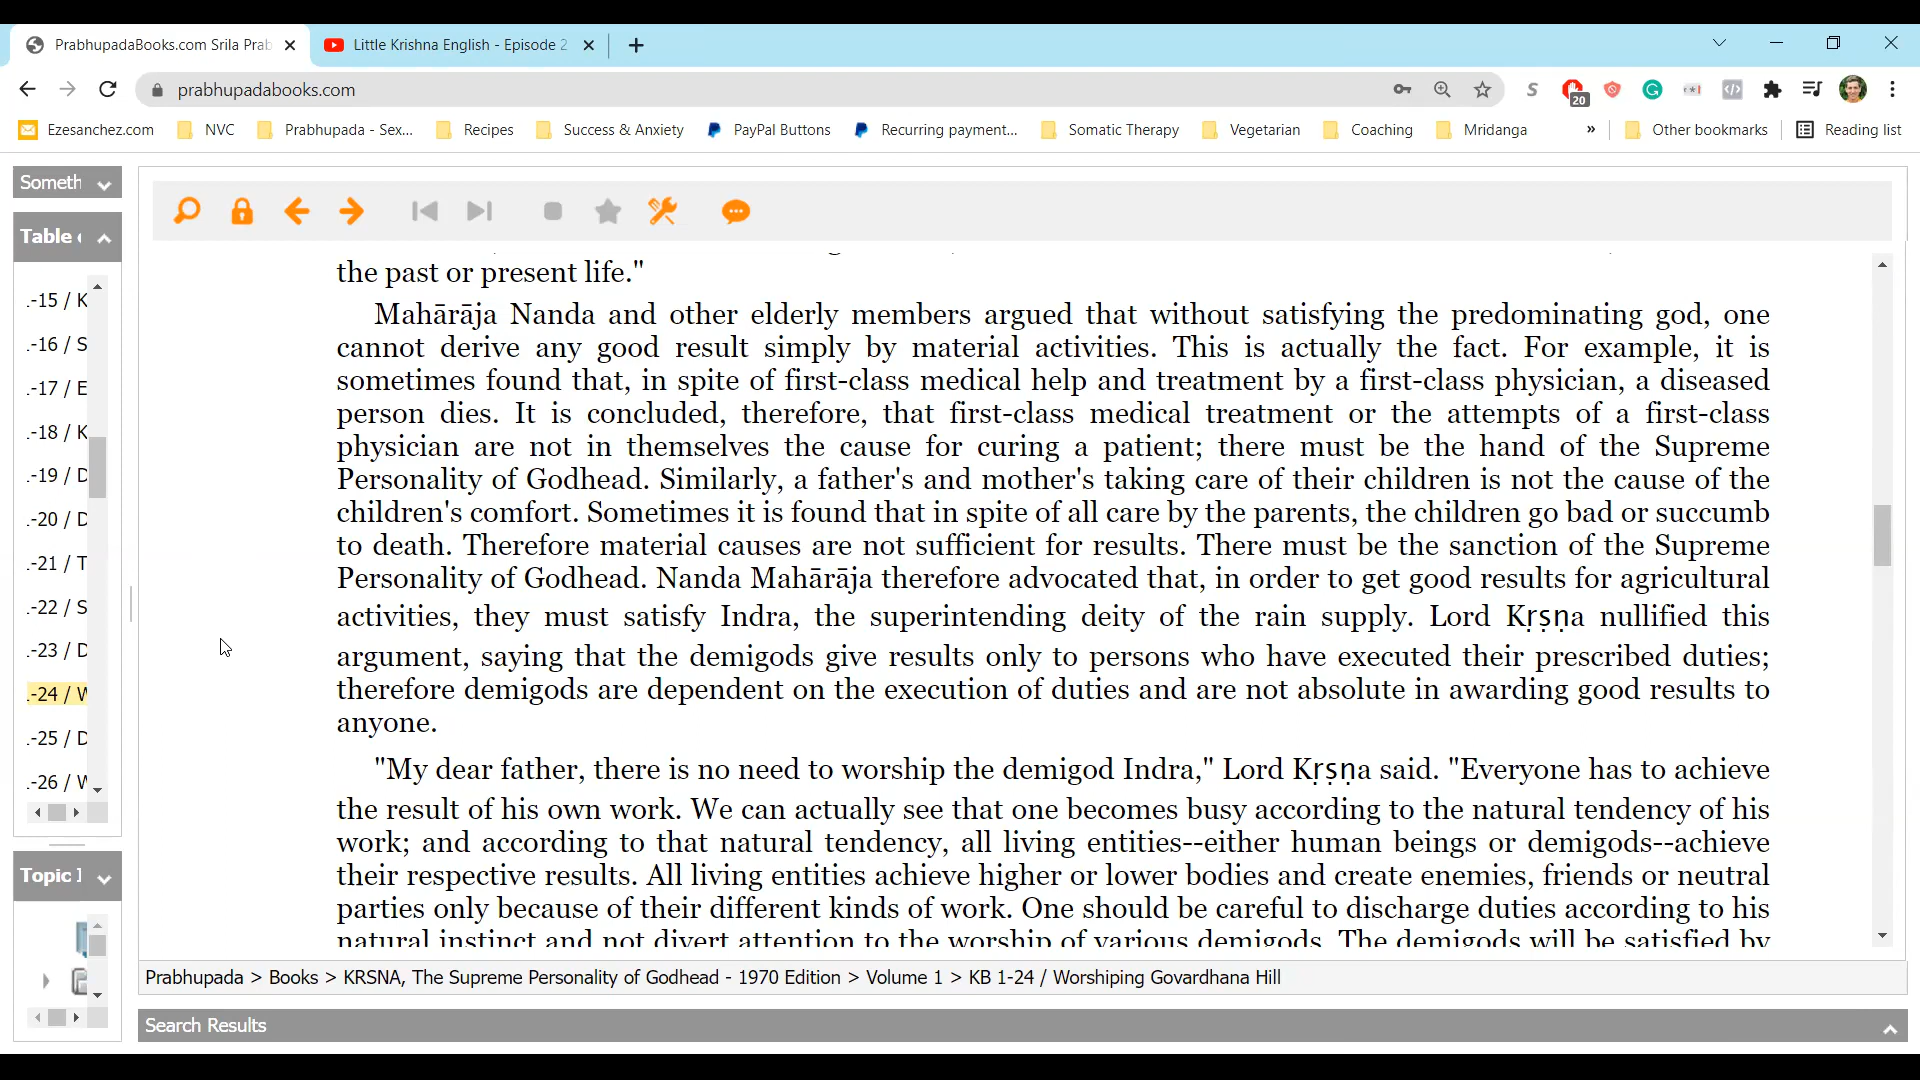 PrabhupadaBooks.com Srila Prab
Little Krishna English - Episode 2
prabhupadabooks.com
20
Ezesanchez.com
NVC
Prabhupada - Sex...
Recipes
Success & Anxiety
PayPal Buttons
Recurring payment...
Somatic Therapy
Vegetarian
Coaching
Mridanga
»
Other bookmarks
Reading list
Someth
Table
.-15 / K
.-16 / S
.-17 / E
.-18 / K
.-19 / D
.-20 / D
.-21 / T
.-22 / S
.-23 / D
.-24 / W
.-25 / D
.-26 / W
Topic I
the past or present life."
Mahārāja Nanda and other elderly members argued that without satisfying the predominating god, one
cannot derive any good result simply by material activities. This is actually the fact. For example, it is
sometimes found that, in spite of first-class medical help and treatment by a first-class physician, a diseased
person dies. It is concluded, therefore, that first-class medical treatment or the attempts of a first-class
physician are not in themselves the cause for curing a patient; there must be the hand of the Supreme
Personality of Godhead. Similarly, a father's and mother's taking care of their children is not the cause of the
children's comfort. Sometimes it is found that in spite of all care by the parents, the children go bad or succumb
to death. Therefore material causes are not sufficient for results. There must be the sanction of the Supreme
Personality of Godhead. Nanda Mahārāja therefore advocated that, in order to get good results for agricultural
activities, they must satisfy Indra, the superintending deity of the rain supply. Lord Kṛṣṇa nullified this
argument, saying that the demigods give results only to persons who have executed their prescribed duties;
therefore demigods are dependent on the execution of duties and are not absolute in awarding good results to
anyone.
"My dear father, there is no need to worship the demigod Indra," Lord Kṛṣṇa said. "Everyone has to achieve
the result of his own work. We can actually see that one becomes busy according to the natural tendency of his
work; and according to that natural tendency, all living entities--either human beings or demigods--achieve
their respective results. All living entities achieve higher or lower bodies and create enemies, friends or neutral
parties only because of their different kinds of work. One should be careful to discharge duties according to his
natural instinct and not divert attention to the worship of various demigods. The demigods will be satisfied by
Prabhupada > Books > KRSNA, The Supreme Personality of Godhead - 1970 Edition > Volume 1 > KB 1-24 / Worshiping Govardhana Hill
Search Results